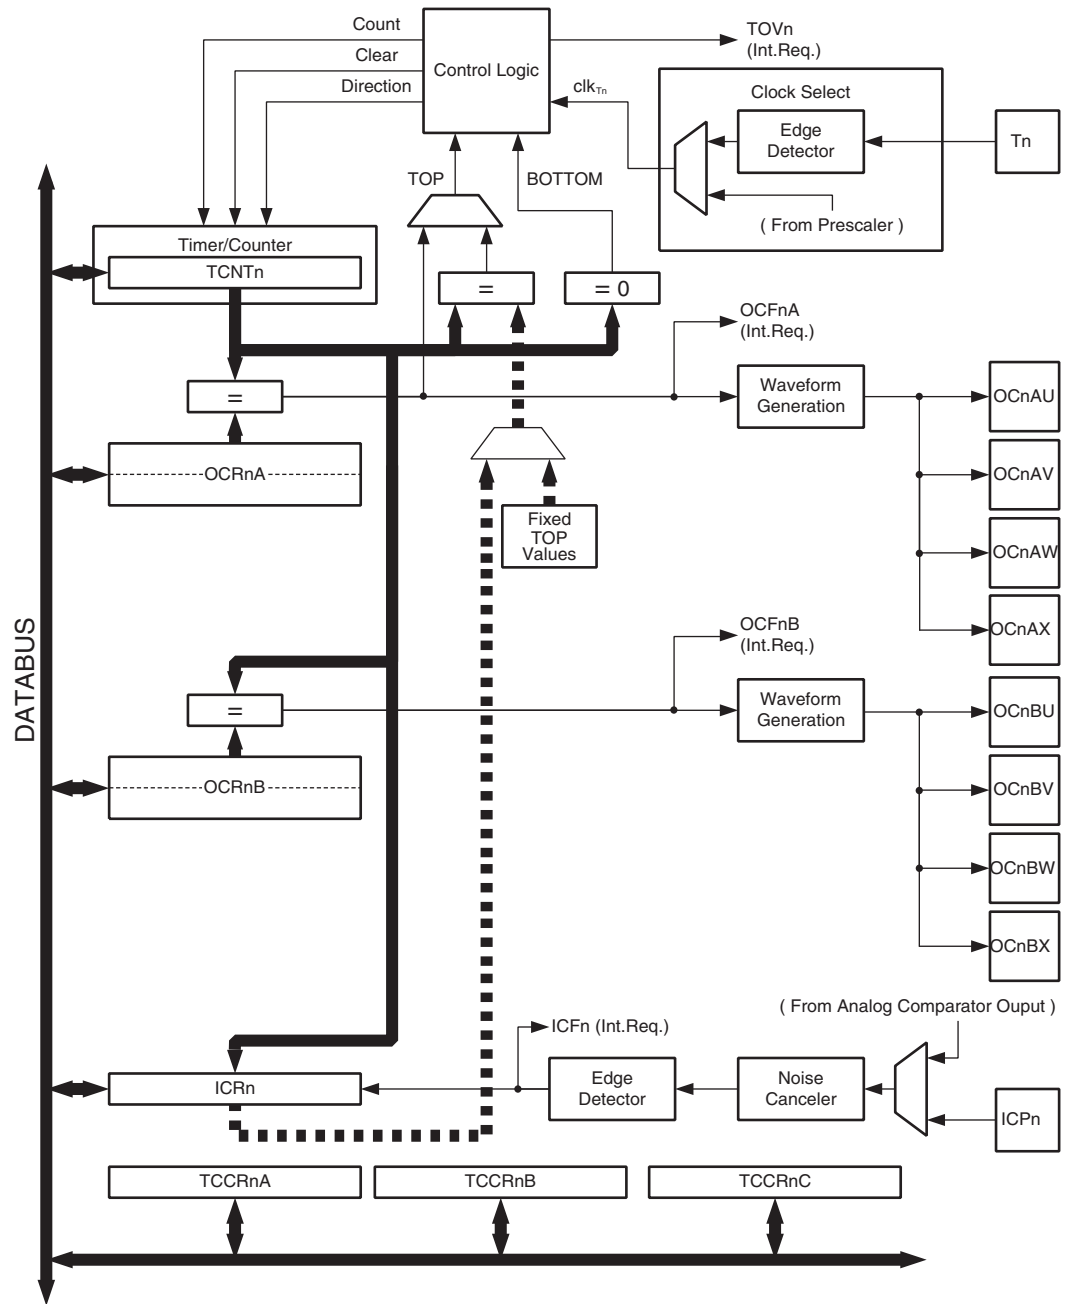 Count
TOVn
(Int.Req.)
Clear
Control Logic
Direction
clkTn
Clock Select
Edge
Detector
Tn
TOP
BOTTOM
( From Prescaler )
Timer/Counter
TCNTn
=
= 0
OCFnA
(Int.Req.)
=
Waveform
Generation
OCnAU
OCRnA
OCnAV
Fixed
TOP
Values
OCnAW
OCnAX
DATABUS
OCFnB
(Int.Req.)
=
Waveform
Generation
OCnBU
OCRnB
OCnBV
OCnBW
OCnBX
( From Analog Comparator Ouput )
ICFn (Int.Req.)
ICRn
Edge
Detector
Noise
Canceler
ICPn
TCCRnA
TCCRnB
TCCRnC